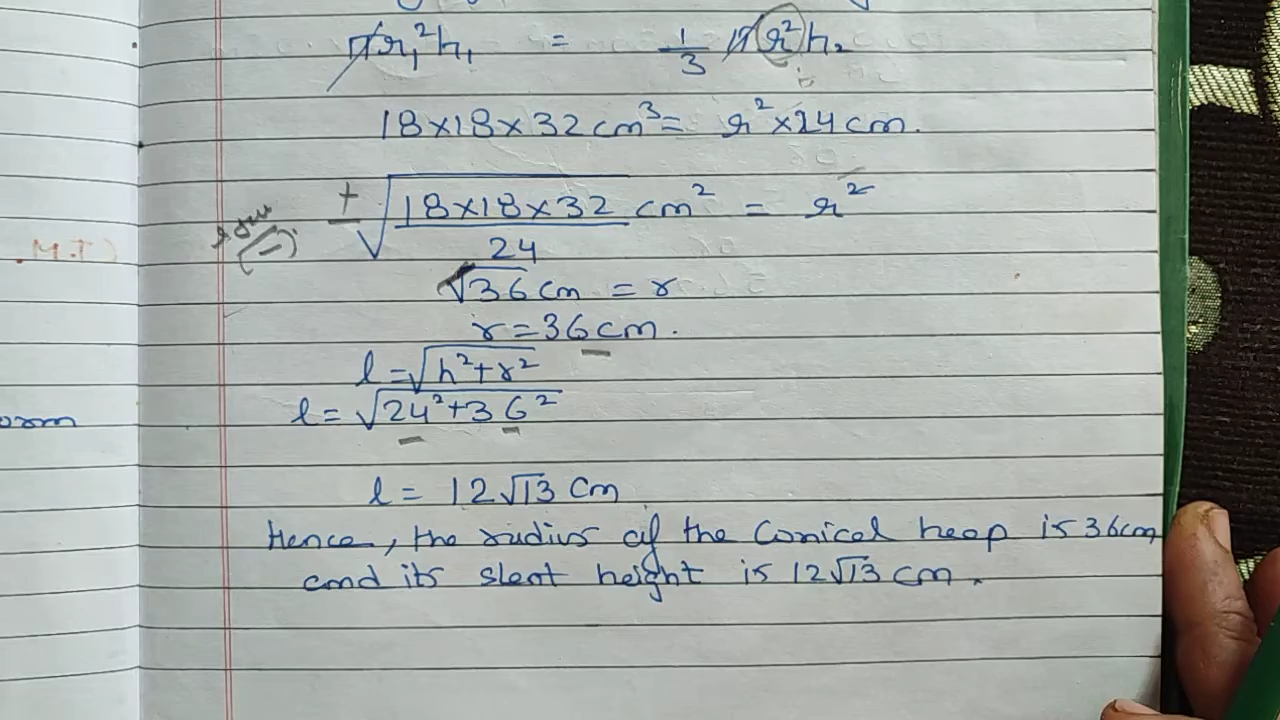 πr₁²h₁ = 1/3 πr²h₂
18×18×32 cm³ = r²×24 cm.
± √(18×18×32/24) cm² = r²
√36 cm = r
r = 36 cm.
l = √(h²+r²)
l = √(24²+36²)
l = 12√13 cm
Hence, the radius of the Conical heap is 36cm
and its slant height is 12√13 cm.
(M.T)
orm